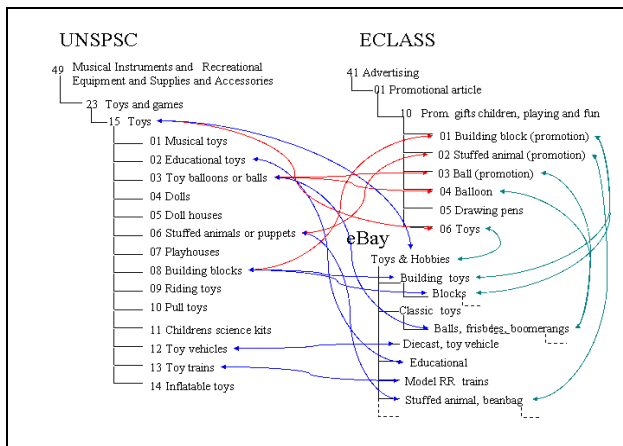 UNSPSC
49 Musical Instruments and Recreational
Equipment and Supplies and Accessories
23 Toys and games
15 Toys
01 Musical toys
02 Educational toys
03 Toy balloons or balls
04 Dolls
05 Doll houses
06 Stuffed animals or puppets
07 Playhouses
08 Building blocks
09 Riding toys
10 Pull toys
11 Childrens science kits
12 Toy vehicles
13 Toy trains
14 Inflatable toys
ECLASS
41 Advertising
01 Promotional article
10 Prom. gifts children, playing and fun
01 Building block (promotion)
02 Stuffed animal (promotion)
03 Ball (promotion)
04 Balloon
05 Drawing pens
06 Toys
eBay
Toys & Hobbies
Building toys
Blocks
Classic toys
Balls, frisbees, boomerangs
Diecast, toy vehicle
Educational
Model RR trains
Stuffed animal, beanbag